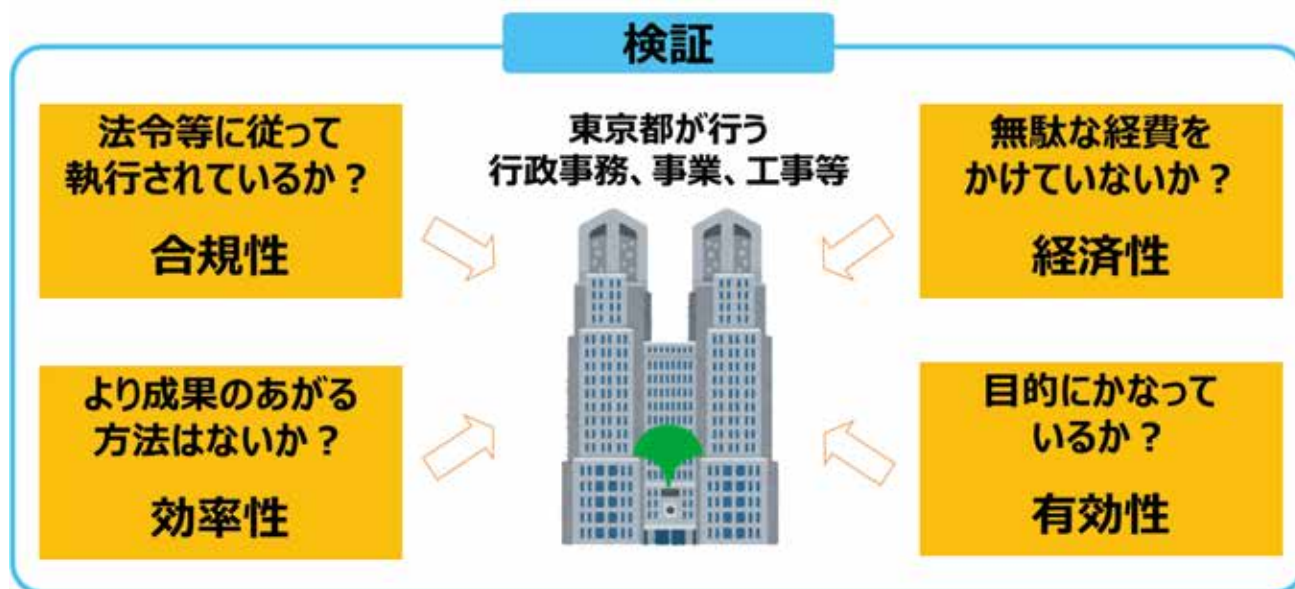 検証
法令等に従って
執行されているか？
合規性
東京都が行う
行政事務、事業、工事等
無駄な経費を
かけていないか？
経済性
より成果のあがる
方法はないか？
効率性
目的にかなって
いるか？
有効性